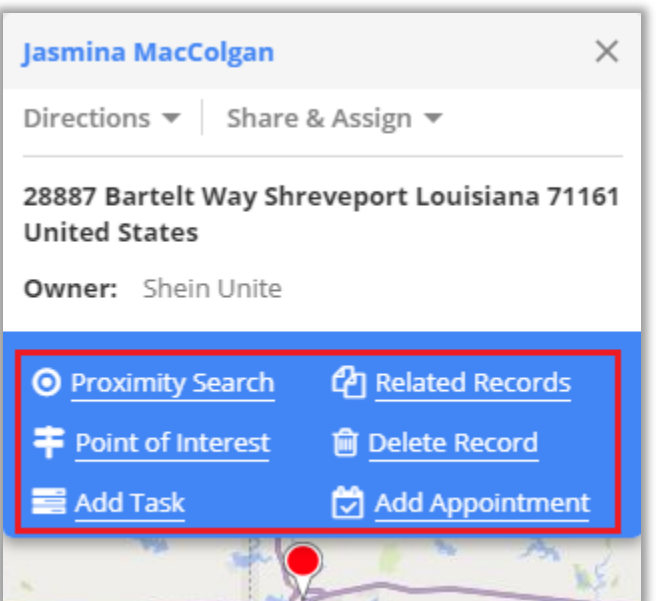 Jasmina MacColgan
Directions Share & Assign
28887 Bartelt Way Shreveport Louisiana 71161
United States
Owner: Shein Unite
Proximity Search Related Records
Point of Interest Delete Record
Add Task Add Appointment